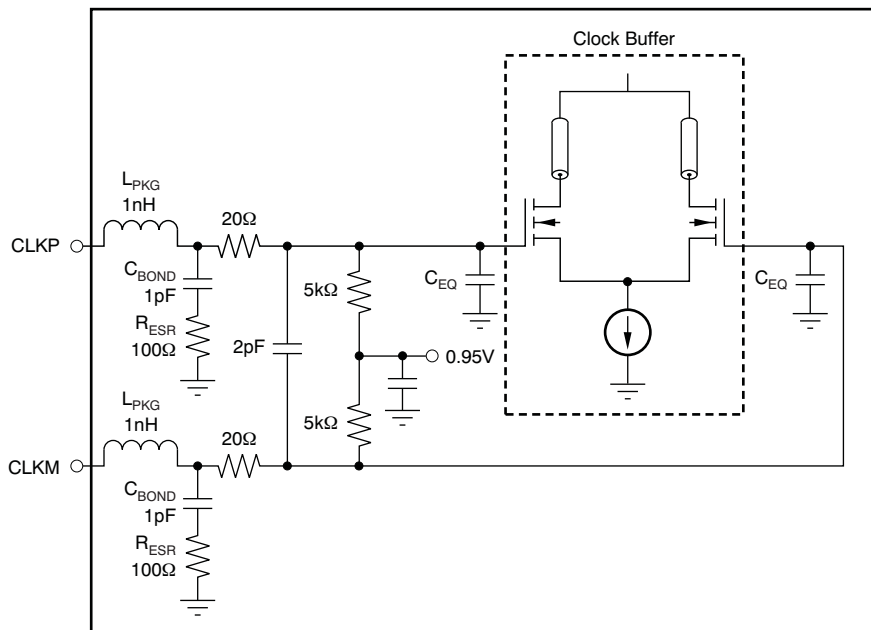 Clock Buffer
L_PKG
1nH
20Ω
CLKP
C_BOND
1pF
R_ESR
100Ω
5kΩ
C_EQ
C_EQ
2pF
0.95V
L_PKG
1nH
20Ω
5kΩ
CLKM
C_BOND
1pF
R_ESR
100Ω